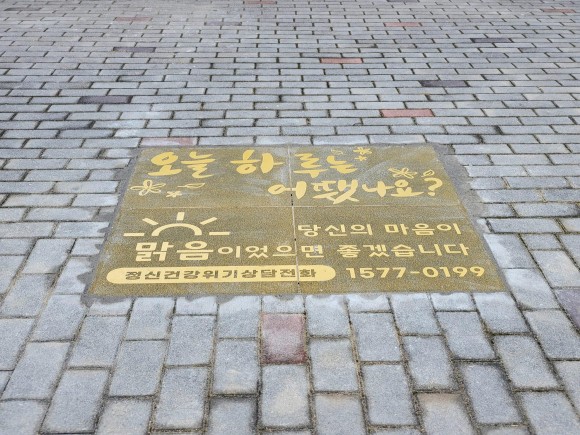 오늘 하루는
어땠나요?
당신의 마음이
맑음이었으면 좋겠습니다
정신건강위기상담전화 1577-0199